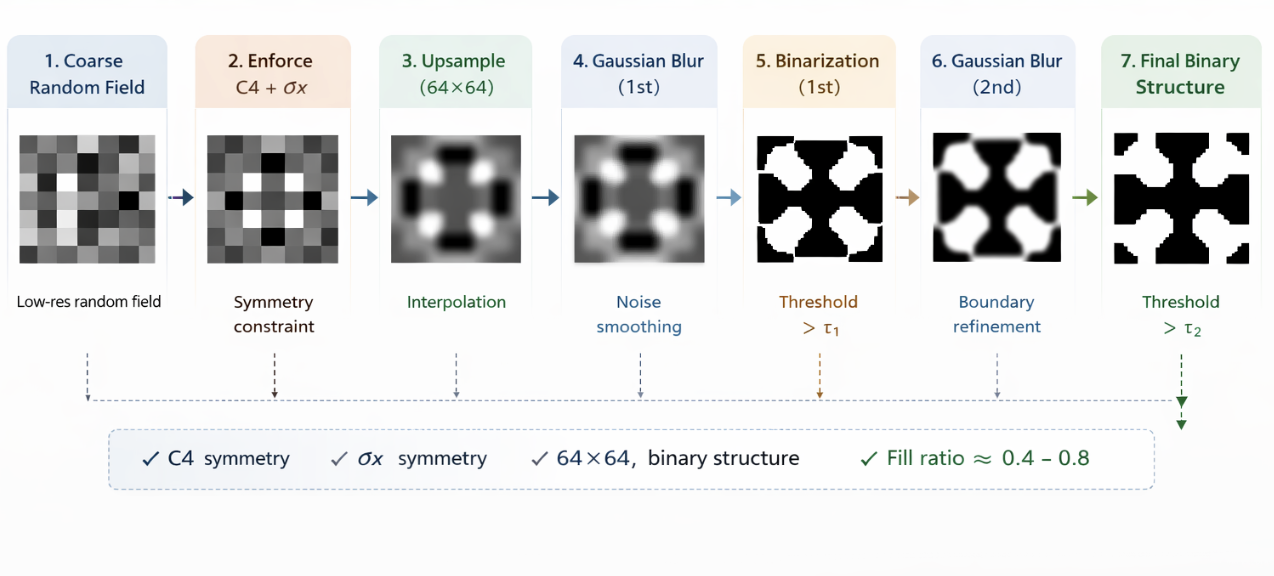 1. Coarse
Random Field
2. Enforce
C4 + σx
3. Upsample
(64×64)
4. Gaussian Blur
(1st)
5. Binarization
(1st)
6. Gaussian Blur
(2nd)
7. Final Binary
Structure
Low-res random field
Symmetry
constraint
Interpolation
Noise
smoothing
Threshold
> τ₁
Boundary
refinement
Threshold
> τ₂
✓ C4 symmetry
✓ σx symmetry
✓ 64×64, binary structure
✓ Fill ratio ≈ 0.4 – 0.8